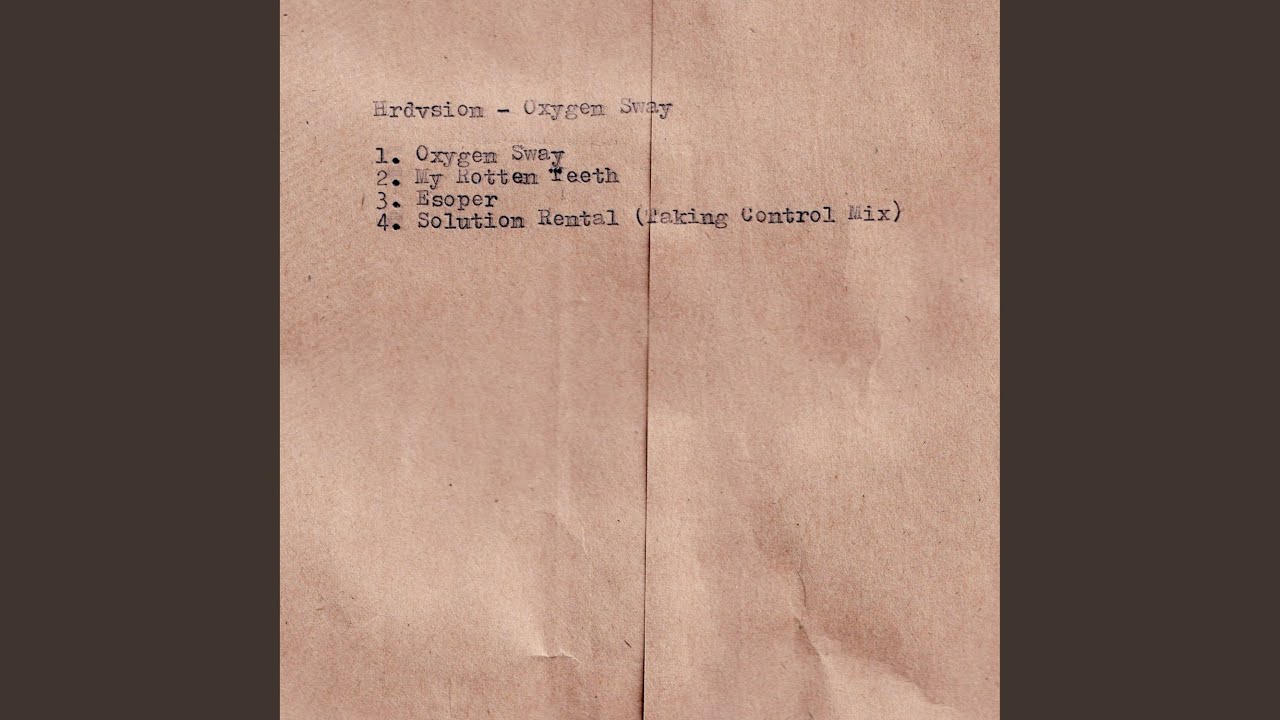 Hrdvsion - Oxygen Sway
1. Oxygen Sway
2. My Rotten Teeth
3. Esoper
4. Solution Rental (Taking Control Mix)